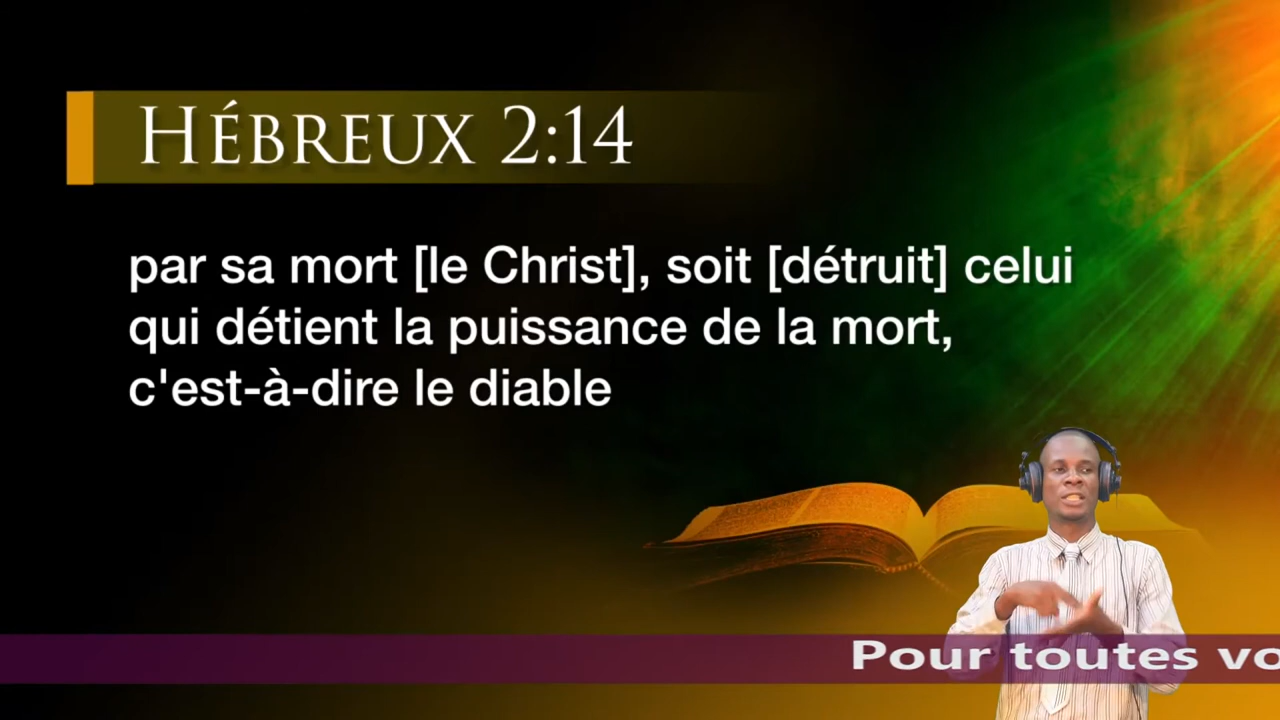 HÉBREUX 2:14
par sa mort [le Christ], soit [détruit] celui
qui détient la puissance de la mort,
c'est-à-dire le diable
Pour toutes